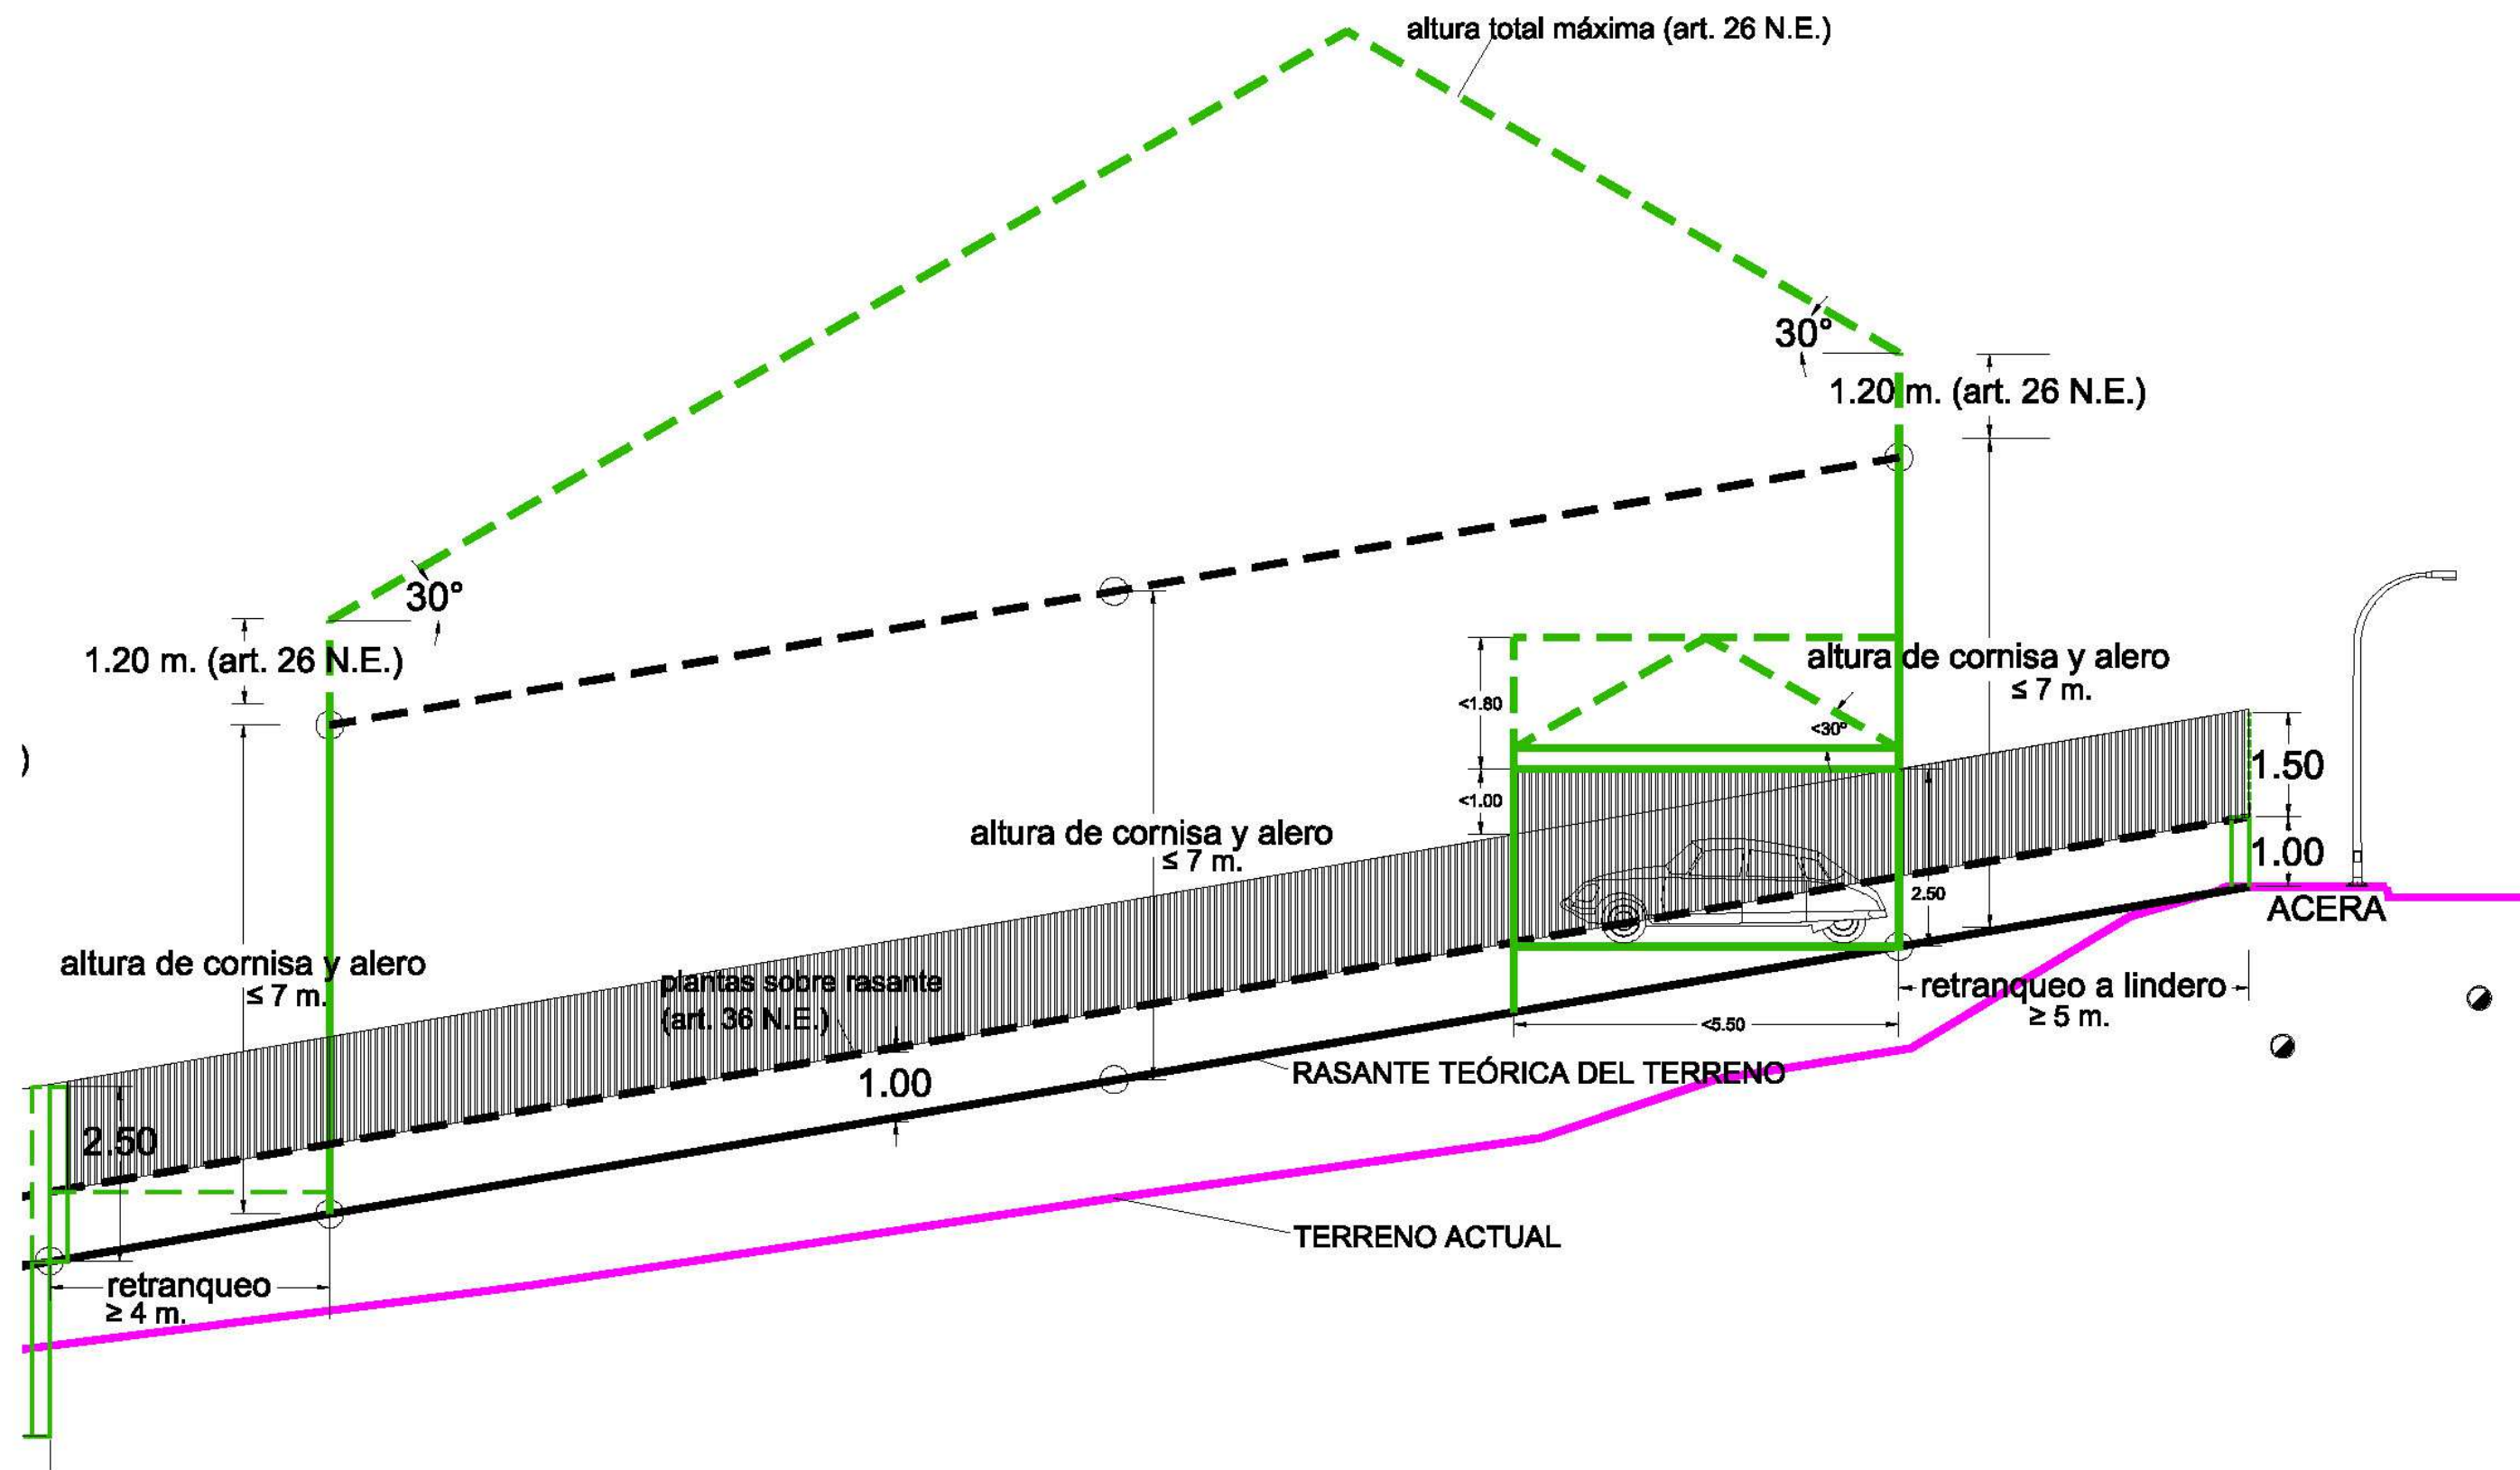 altura total máxima (art. 26 N.E.)
30°
1.20 m. (art. 26 N.E.)
30°
1.20 m. (art. 26 N.E.)
altura de cornisa y alero
≤ 7 m.
<1.80
<30°
)
1.50
<1.00
altura de cornisa y alero
≤ 7 m.
1.00
2.50
ACERA
altura de cornisa y alero
≤ 7 m.
plantas sobre rasante
(art. 36 N.E.)
retranqueo a lindero
≥ 5 m.
<5.50
RASANTE TEÓRICA DEL TERRENO
1.00
2.50
TERRENO ACTUAL
retranqueo
≥ 4 m.